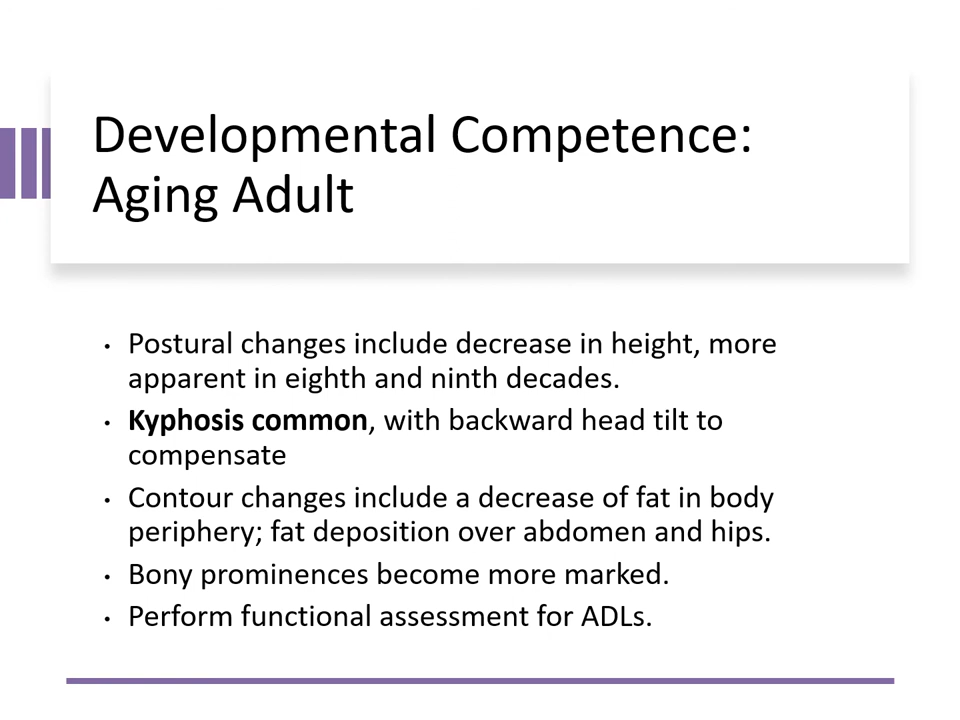 Developmental Competence:
Aging Adult
• Postural changes include decrease in height, more
apparent in eighth and ninth decades.
• Kyphosis common, with backward head tilt to
compensate
• Contour changes include a decrease of fat in body
periphery; fat deposition over abdomen and hips.
• Bony prominences become more marked.
• Perform functional assessment for ADLs.